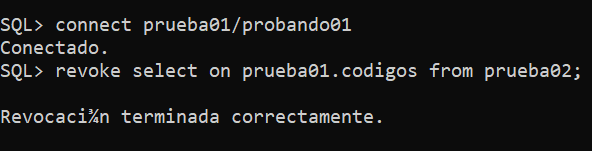 SQL> connect prueba01/probando01
Conectado.
SQL> revoke select on prueba01.codigos from prueba02;
Revocaci¾n terminada correctamente.